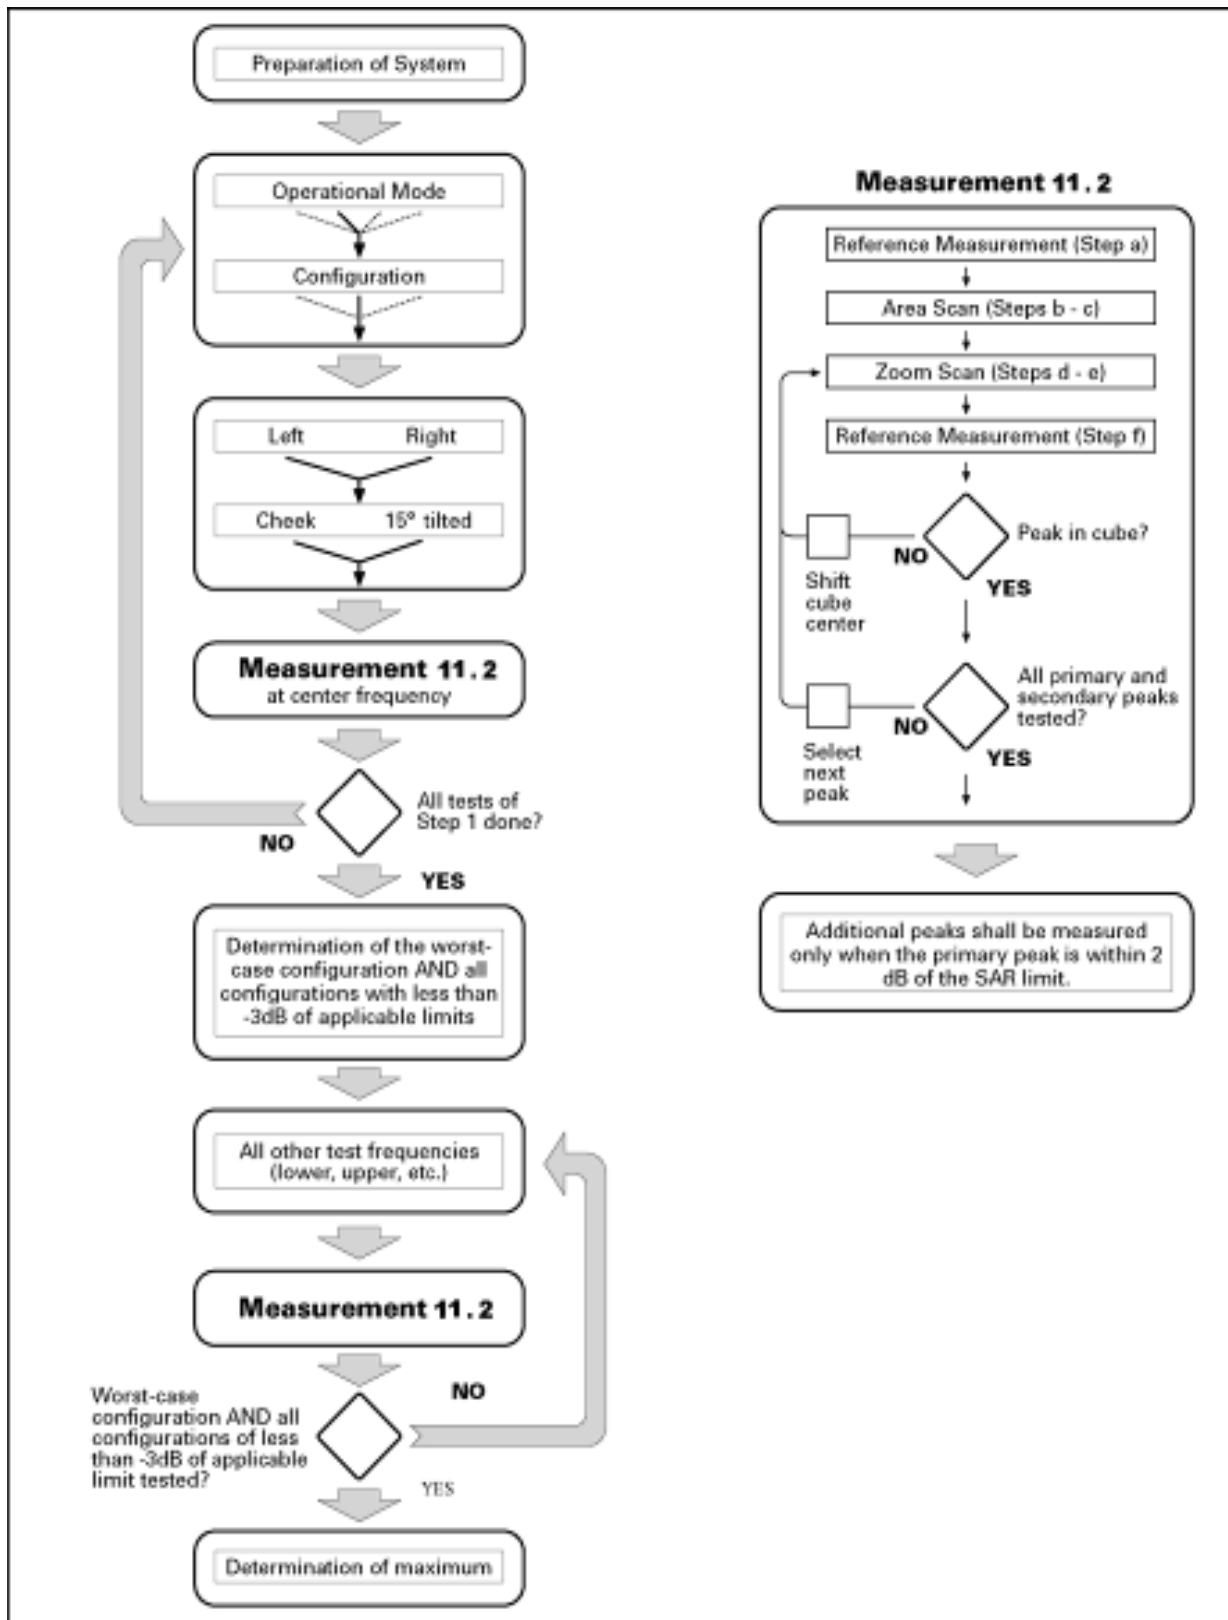 Preparation of System
Operational Mode
Configuration
Left Right
Cheek 15° tilted
Measurement 11.2
at center frequency
All tests of
Step 1 done?
NO
YES
Determination of the worst-
case configuration AND all
configurations with less than
-3dB of applicable limits
All other test frequencies
(lower, upper, etc.)
Measurement 11.2
NO
Worst-case
configuration AND all
configurations of less
than -3dB of applicable
limit tested?
YES
Determination of maximum
Measurement 11.2
Reference Measurement (Step a)
Area Scan (Steps b - c)
Zoom Scan (Steps d - e)
Reference Measurement (Step f)
Peak in cube?
NO
Shift
cube
center
YES
All primary and
secondary peaks
tested?
NO
Select
next
peak
YES
Additional peaks shall be measured
only when the primary peak is within 2
dB of the SAR limit.